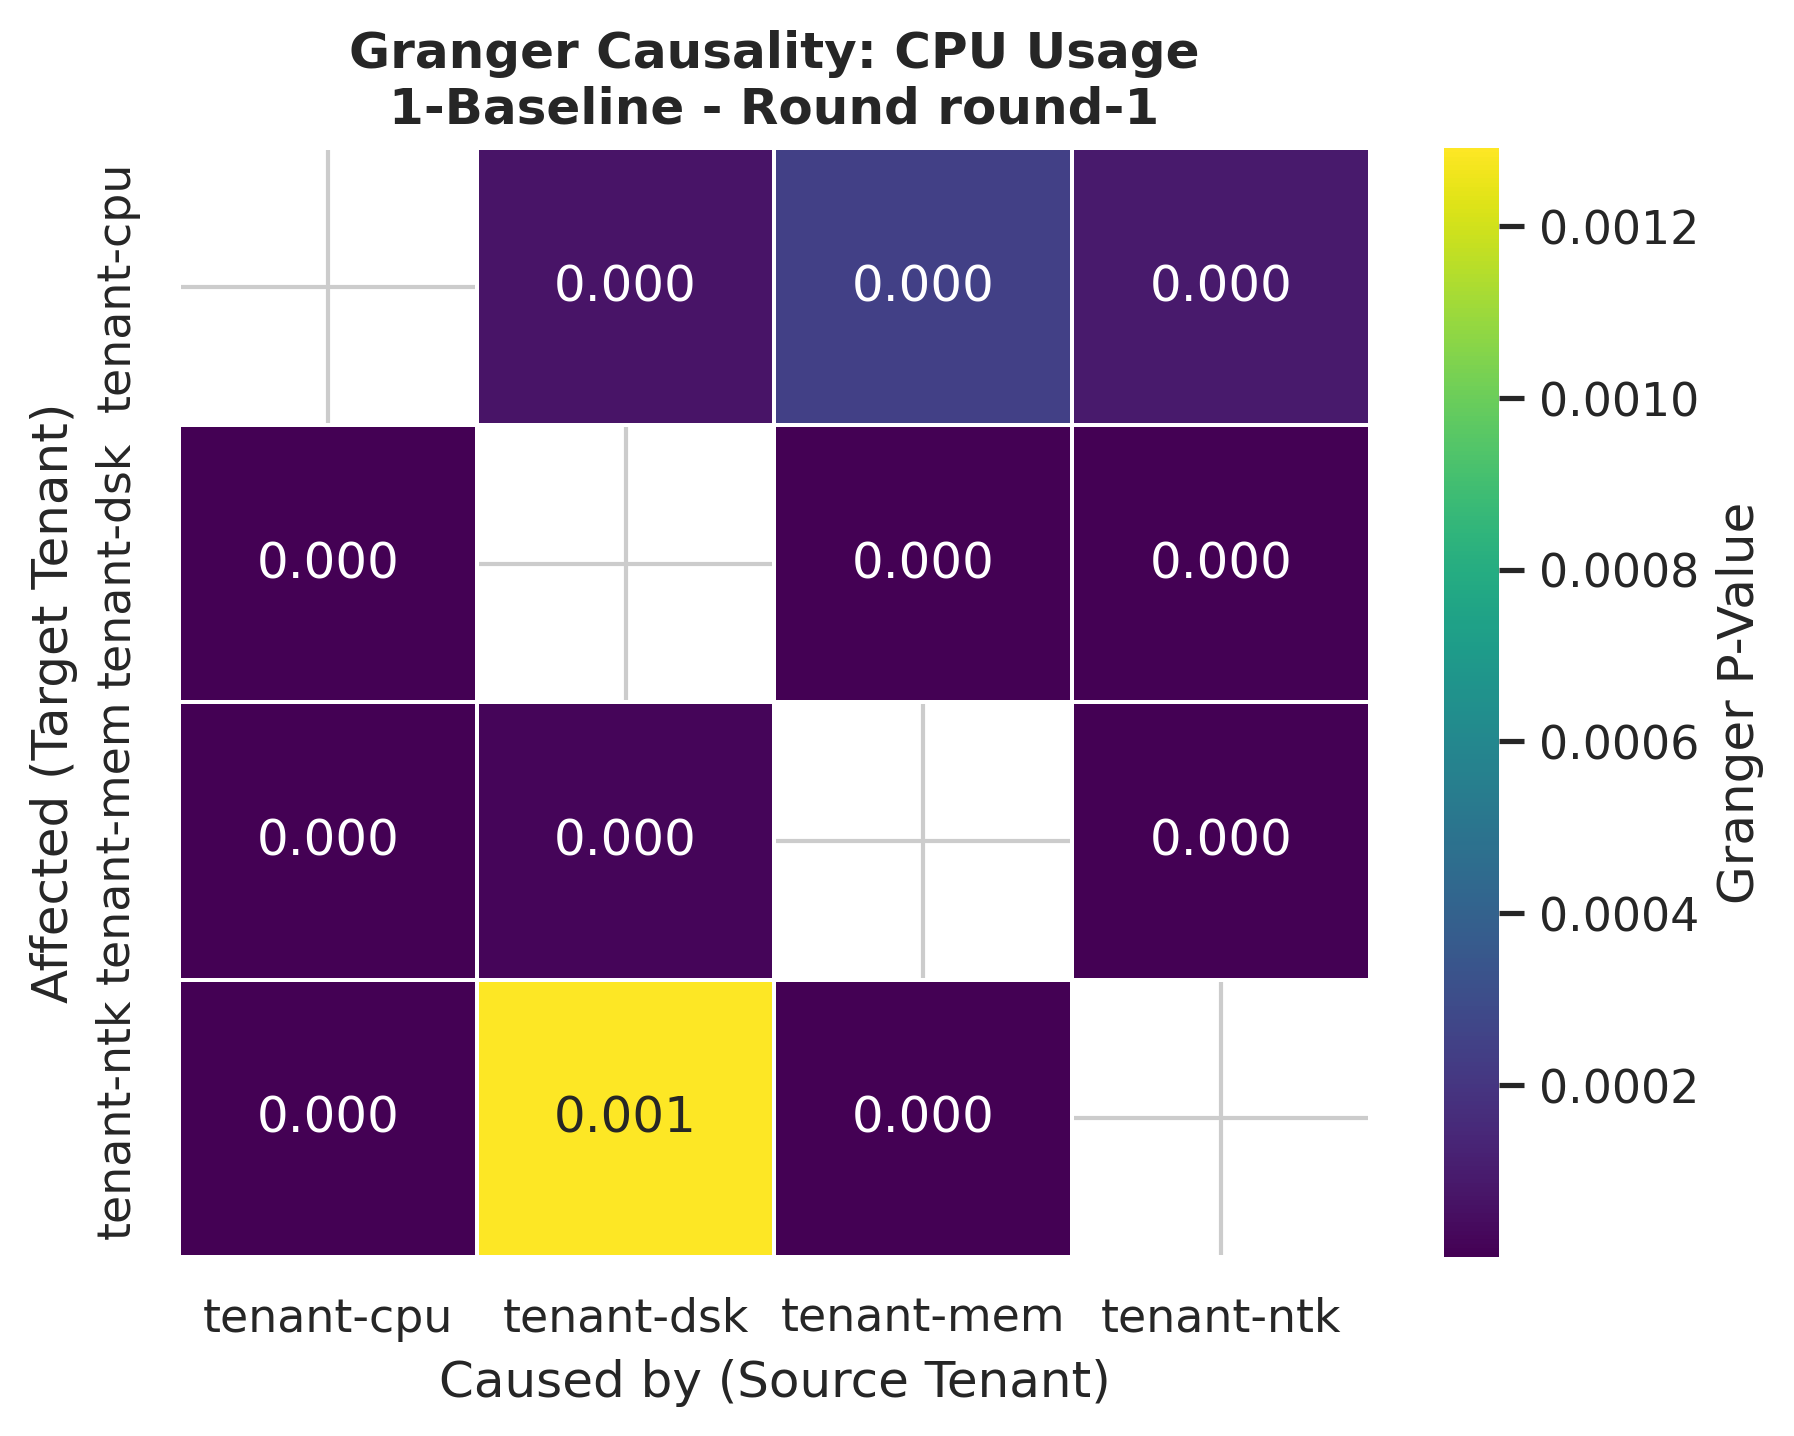 Granger Causality: CPU Usage
1-Baseline - Round round-1
Affected (Target Tenant)
tenant-cpu
0.000 0.000 0.000
tenant-dsk
0.000 0.000 0.000
tenant-mem
0.000 0.000 0.000
tenant-ntk
0.000 0.001 0.000
tenant-cpu tenant-dsk tenant-mem tenant-ntk
Caused by (Source Tenant)
0.0012
0.0010
0.0008
0.0006
0.0004
0.0002
Granger P-Value